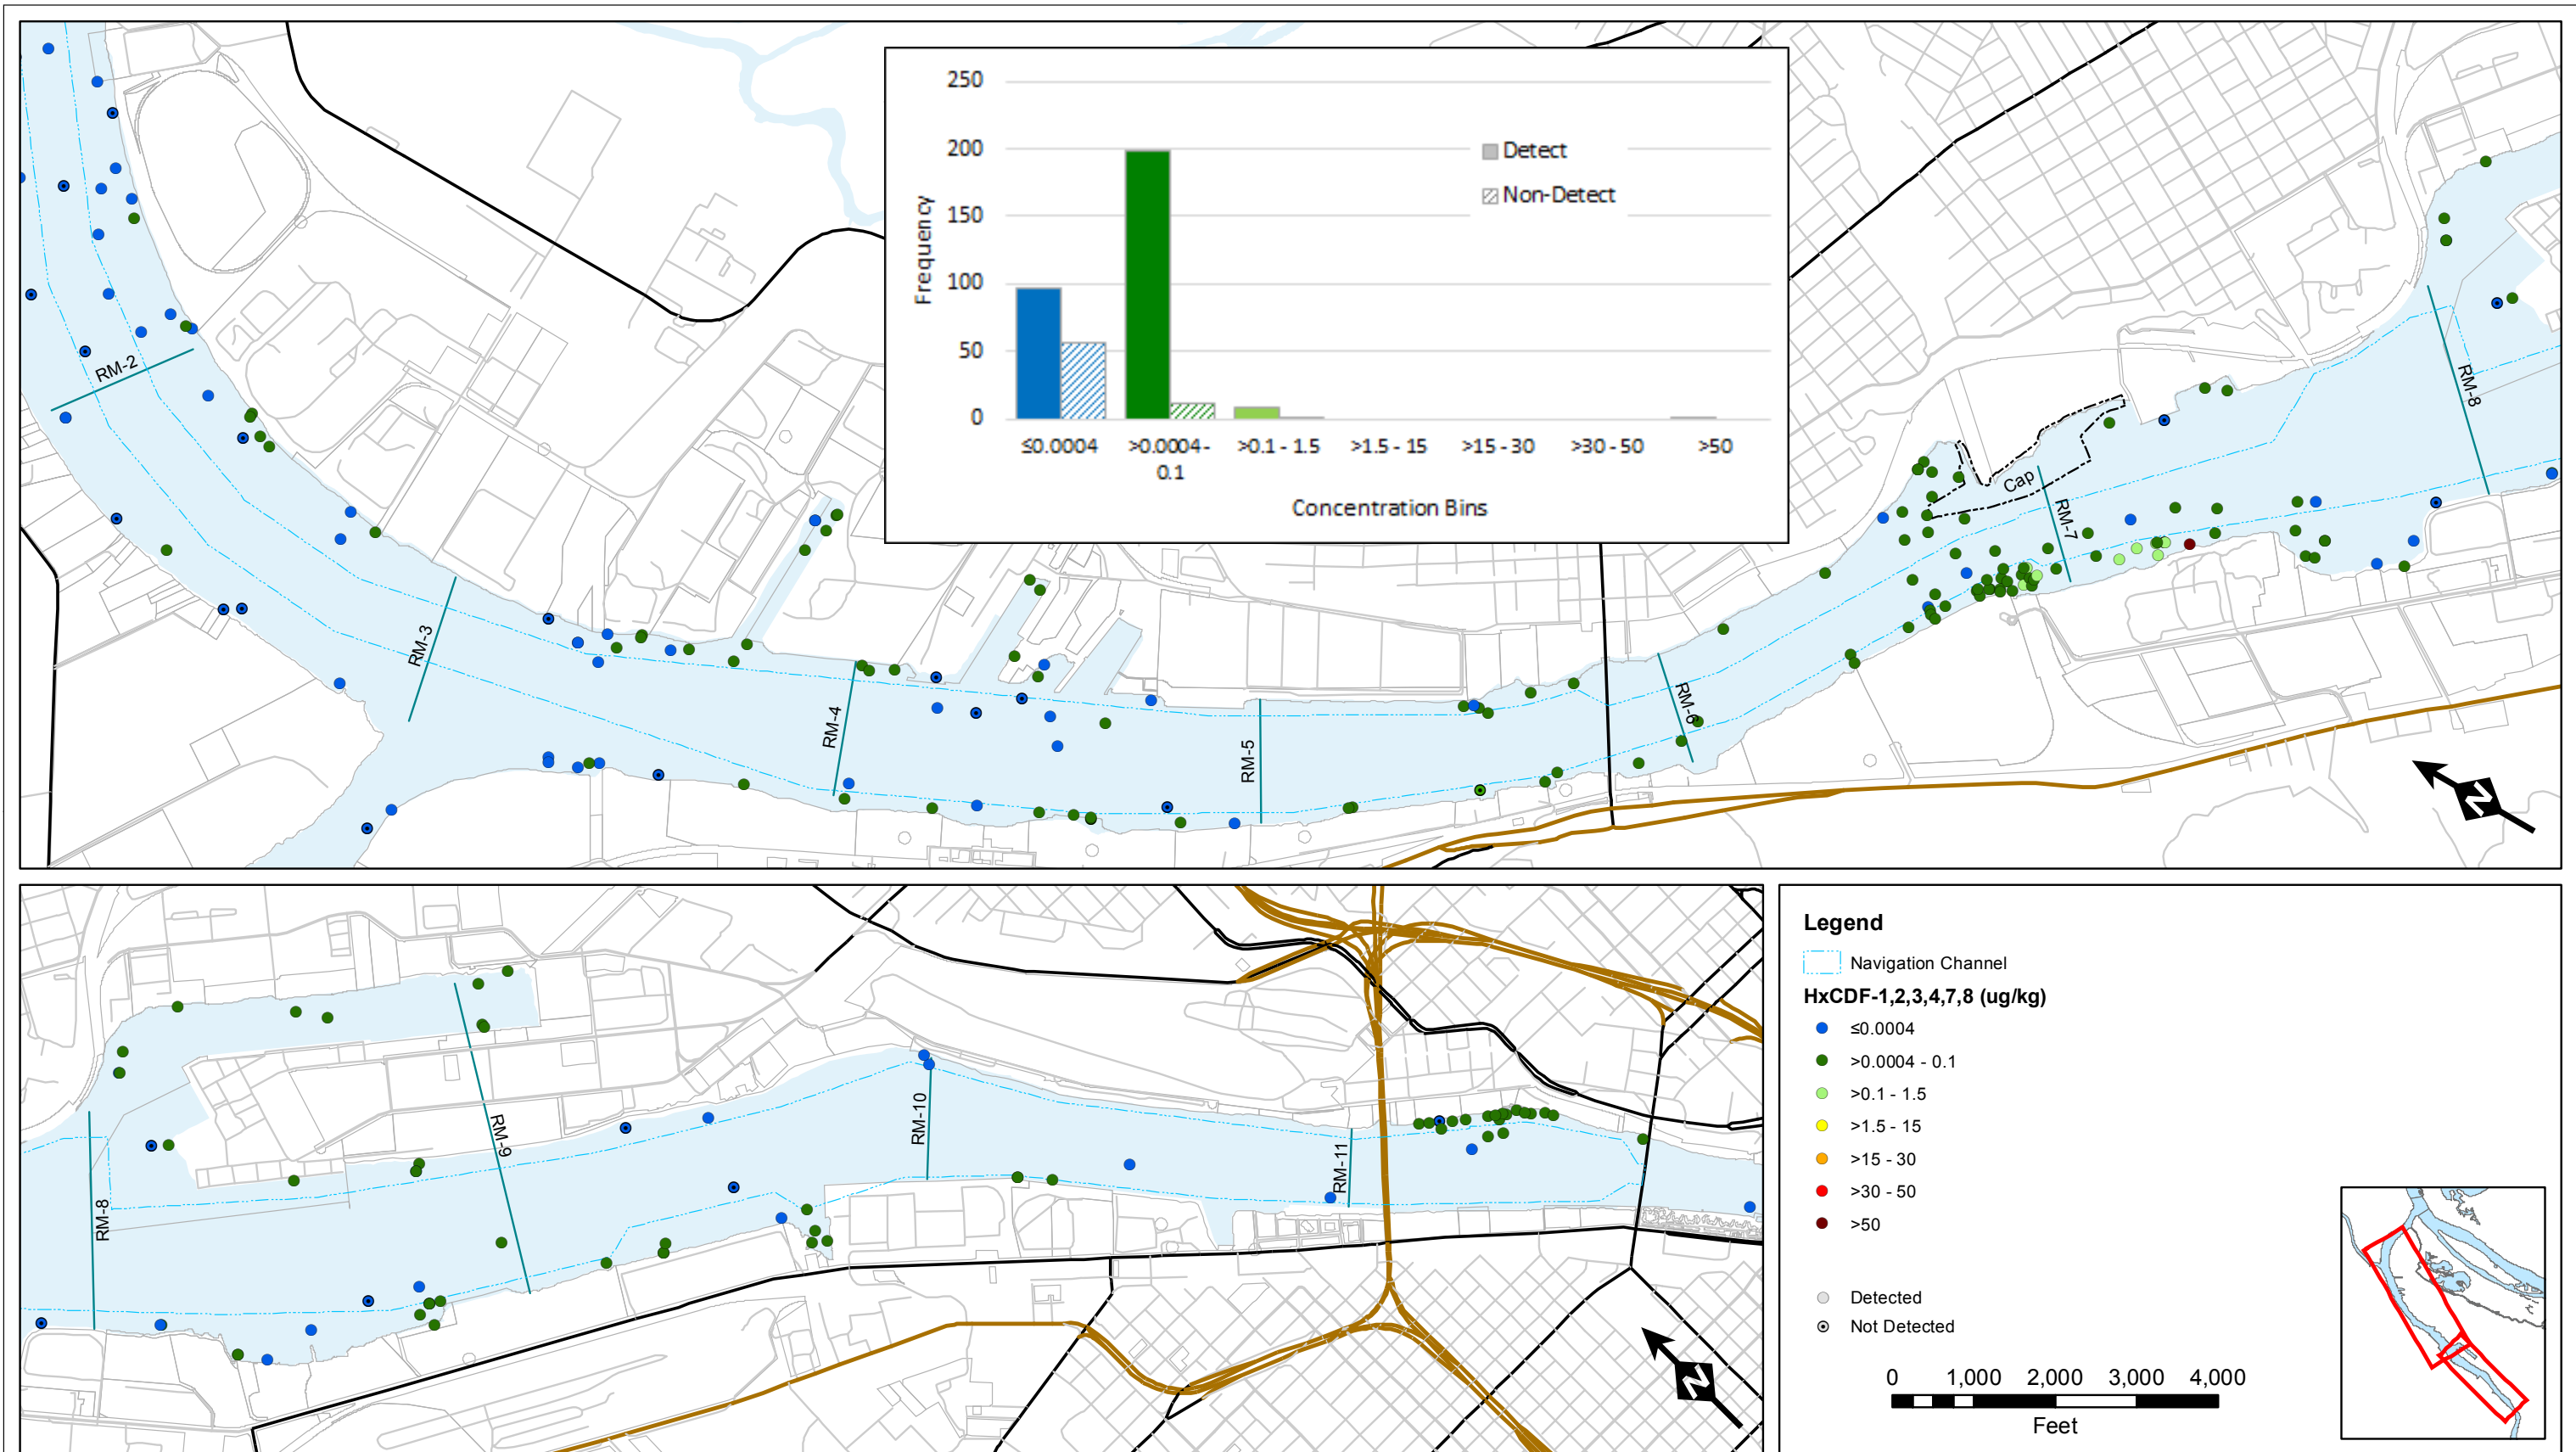 250
200
150
100
50
0
Frequency
Detect
Non-Detect
≤0.0004
>0.0004-
0.1
>0.1 - 1.5
>1.5 - 15
>15 - 30
>30 - 50
>50
Concentration Bins
RM-2
RM-3
RM-4
RM-5
RM-6
RM-7
RM-8
Cap
N
RM-8
RM-9
RM-10
RM-11
N
Legend
Navigation Channel
HxCDF-1,2,3,4,7,8 (ug/kg)
≤0.0004
>0.0004 - 0.1
>0.1 - 1.5
>1.5 - 15
>15 - 30
>30 - 50
>50
Detected
Not Detected
0 1,000 2,000 3,000 4,000
Feet